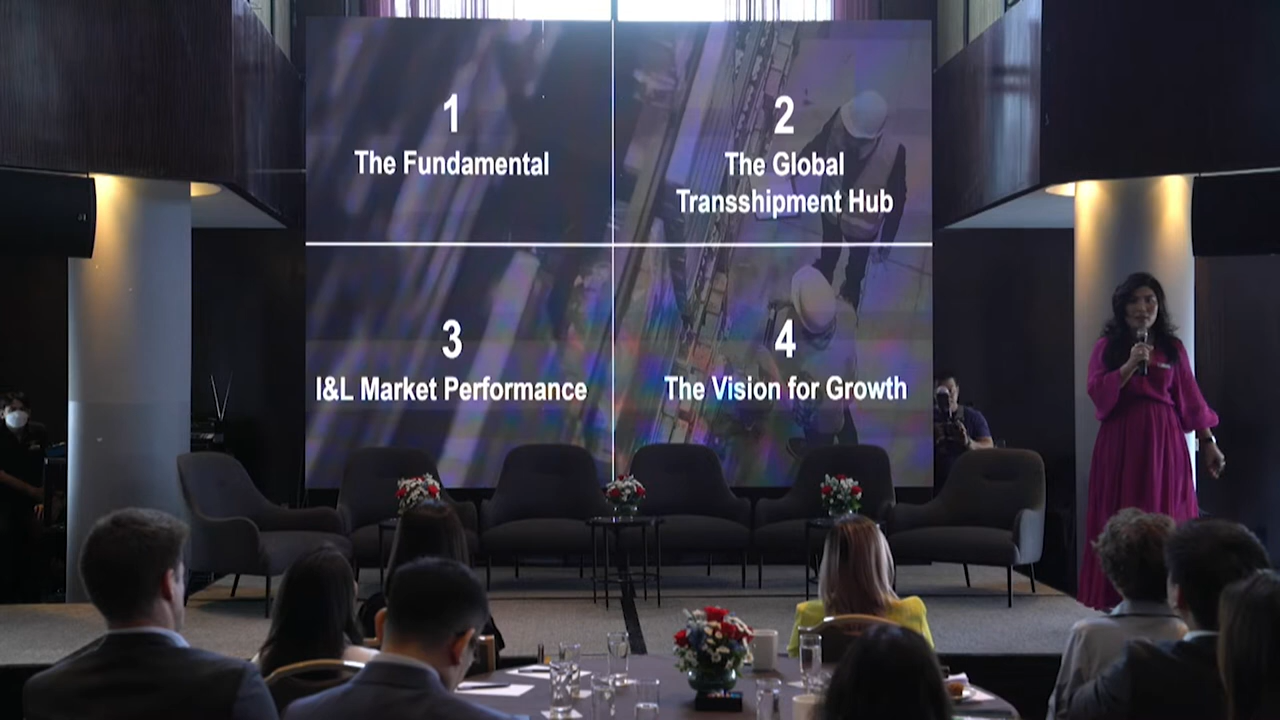 1
The Fundamental
2
The Global
Transshipment Hub
3
I&L Market Performance
4
The Vision for Growth